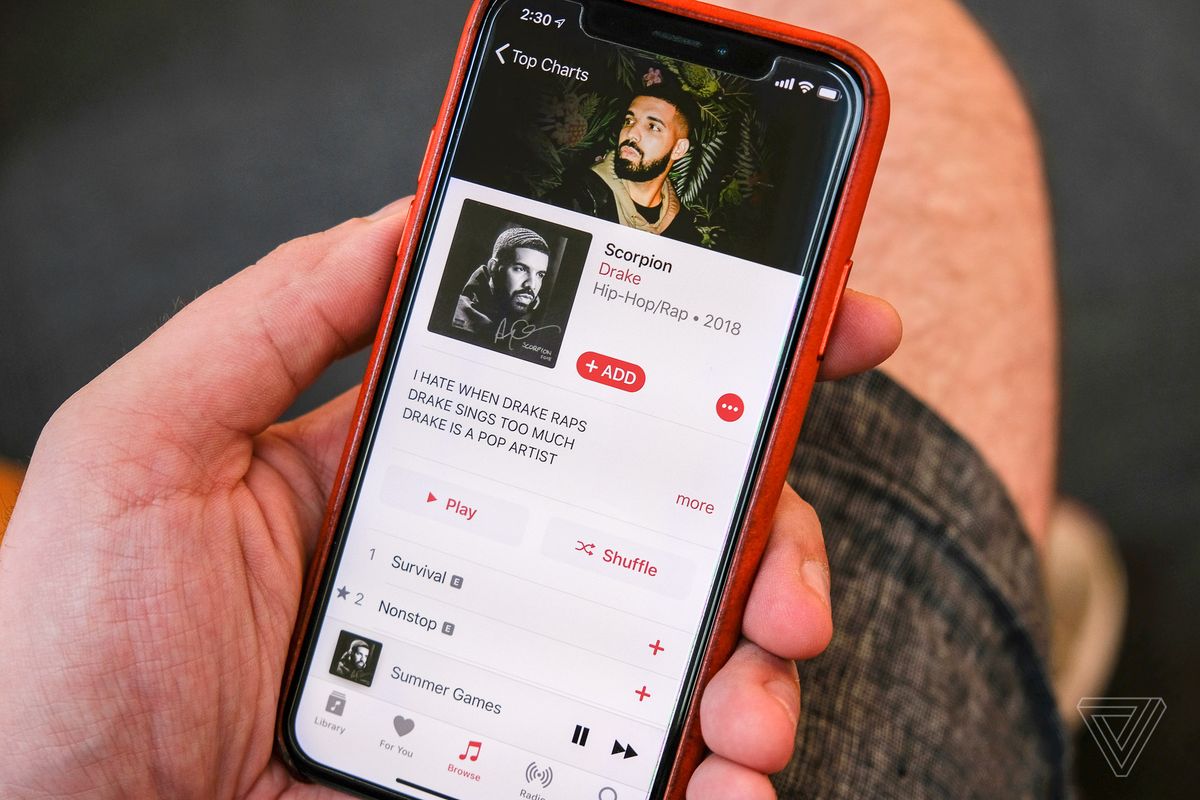 2:30
Top Charts
SCORPION
Scorpion
Drake
Hip-Hop/Rap • 2018
+ ADD
I HATE WHEN DRAKE RAPS
DRAKE SINGS TOO MUCH
DRAKE IS A POP ARTIST
more
Play
Shuffle
1 Survival E
★ 2 Nonstop E
Summer Games
Library
For You
Browse
Radio